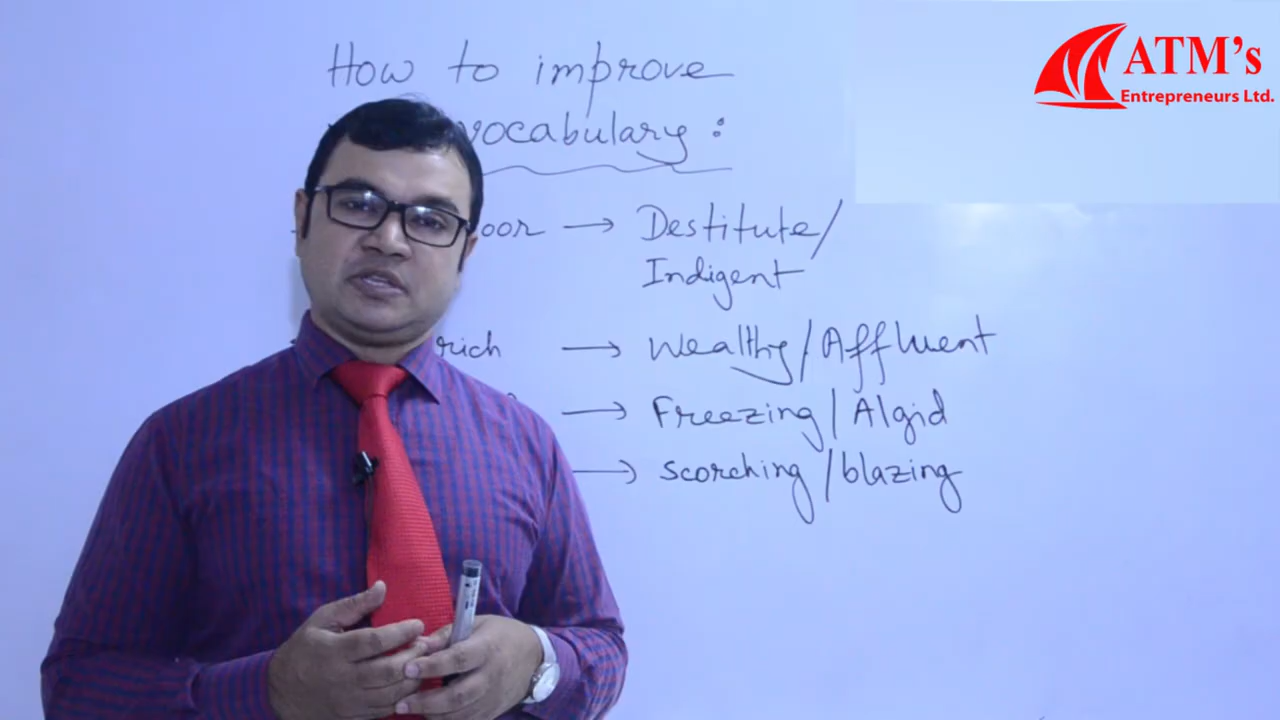 ATM's
Entrepreneurs Ltd.
How to improve
vocabulary :
oor → Destitute/
Indigent
rich → Wealthy/Affluent
→ Freezing/Algid
→ scorching/blazing